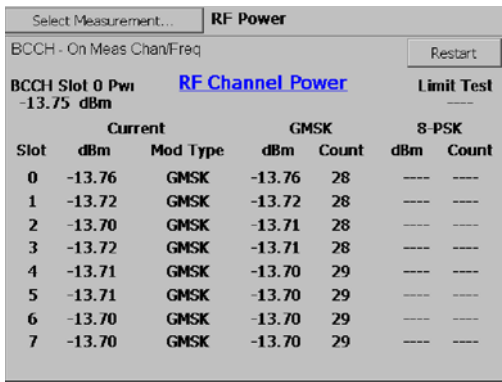 Select Measurement... RF Power
BCCH - On Meas Chan/Freq Restart
BCCH Slot 0 Pwr RF Channel Power Limit Test
-13.75 dBm ----
Current GMSK 8-PSK
Slot dBm Mod Type dBm Count dBm Count
0 -13.76 GMSK -13.76 28 ---- ----
1 -13.72 GMSK -13.72 28 ---- ----
2 -13.70 GMSK -13.71 28 ---- ----
3 -13.72 GMSK -13.71 28 ---- ----
4 -13.71 GMSK -13.70 29 ---- ----
5 -13.71 GMSK -13.70 29 ---- ----
6 -13.70 GMSK -13.70 29 ---- ----
7 -13.70 GMSK -13.70 29 ---- ----